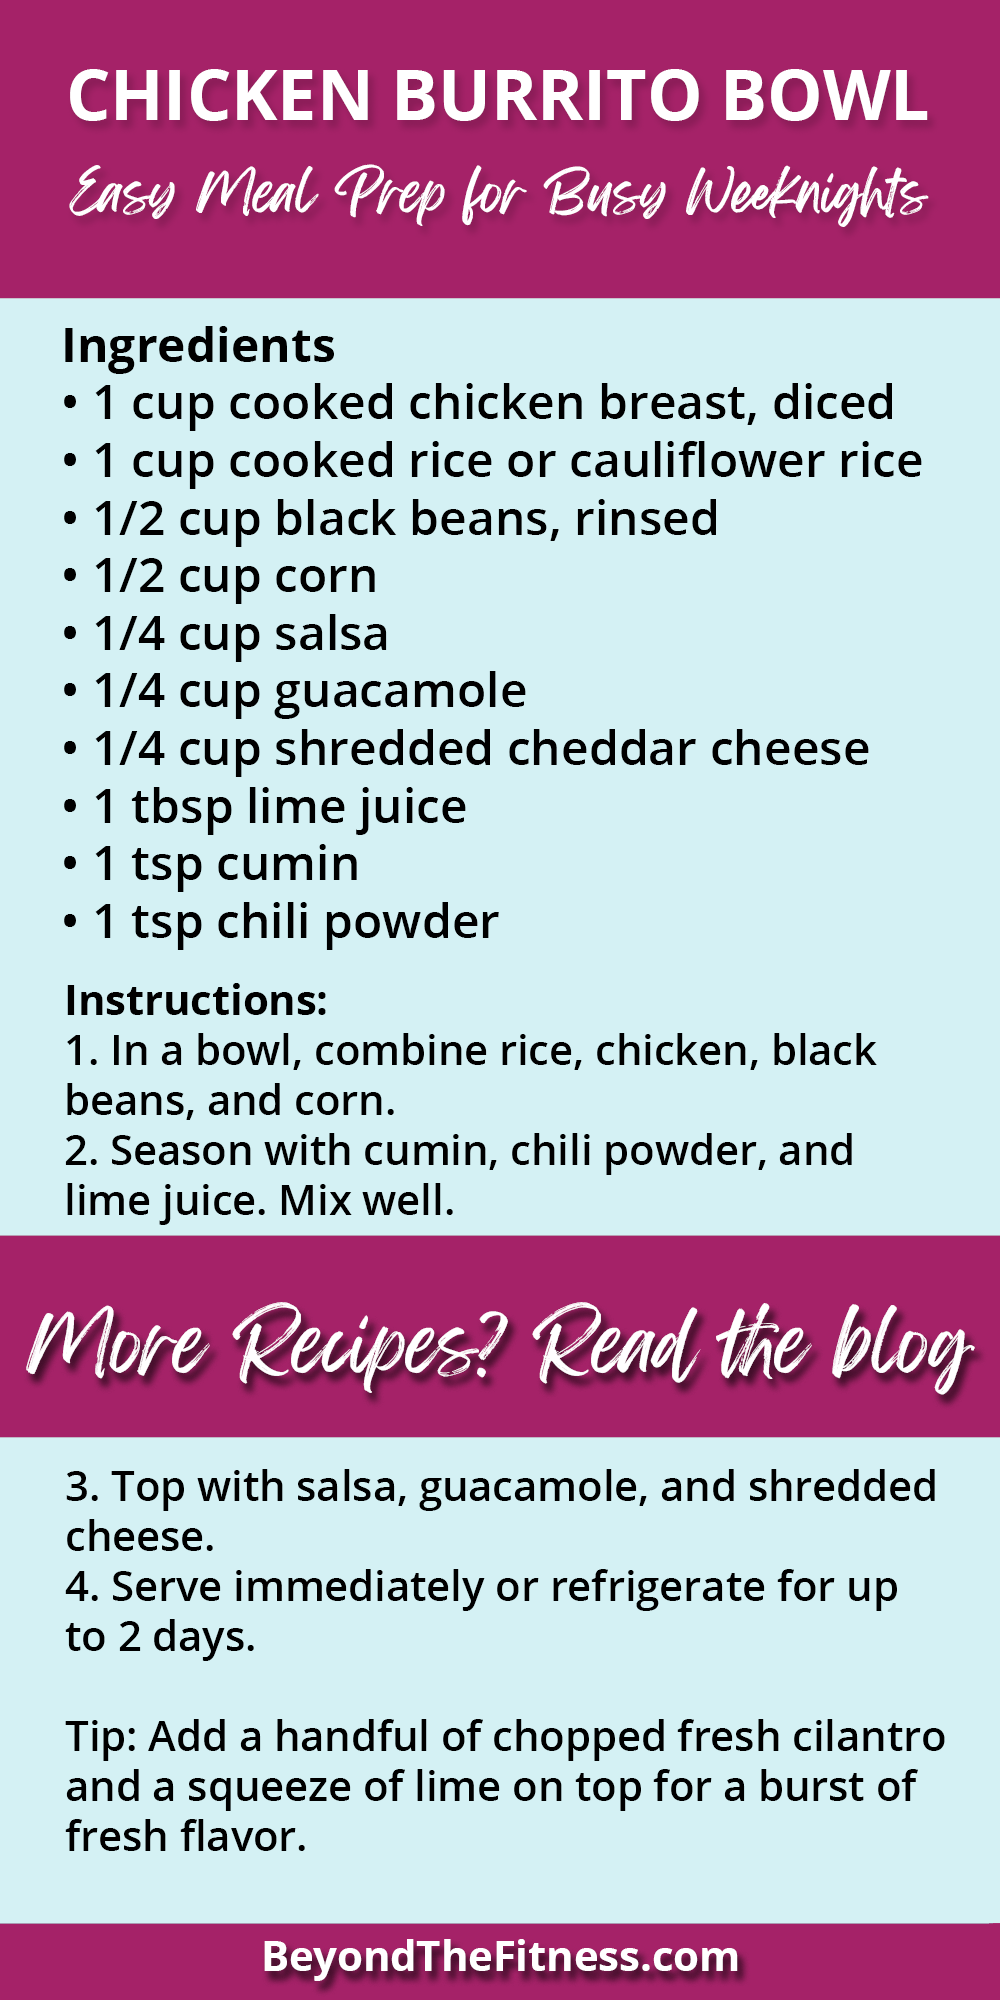 CHICKEN BURRITO BOWL
Easy Meal Prep for Busy Weeknights
Ingredients
• 1 cup cooked chicken breast, diced
• 1 cup cooked rice or cauliflower rice
• 1/2 cup black beans, rinsed
• 1/2 cup corn
• 1/4 cup salsa
• 1/4 cup guacamole
• 1/4 cup shredded cheddar cheese
• 1 tbsp lime juice
• 1 tsp cumin
• 1 tsp chili powder
Instructions:
1. In a bowl, combine rice, chicken, black
beans, and corn.
2. Season with cumin, chili powder, and
lime juice. Mix well.
More Recipes? Read the blog
3. Top with salsa, guacamole, and shredded
cheese.
4. Serve immediately or refrigerate for up
to 2 days.
Tip: Add a handful of chopped fresh cilantro
and a squeeze of lime on top for a burst of
fresh flavor.
BeyondTheFitness.com